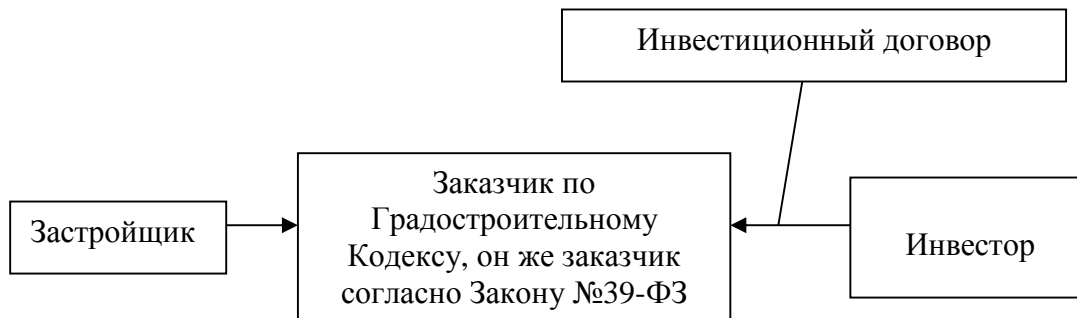 Инвестиционный договор
Застройщик
Заказчик по
Градостроительному
Кодексу, он же заказчик
согласно Закону №39-ФЗ
Инвестор